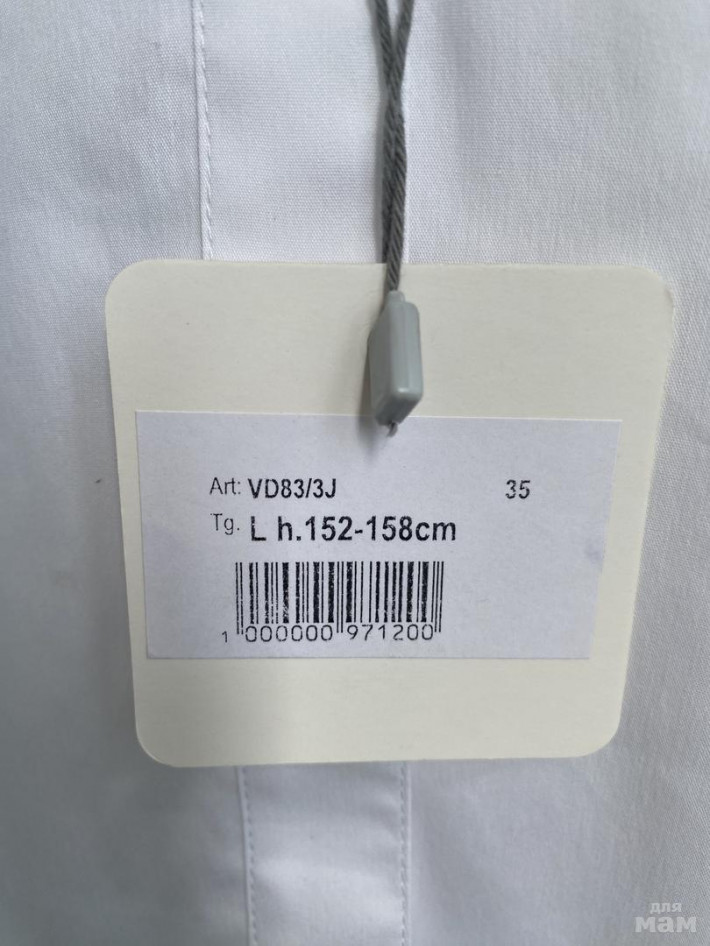 Art: VD83/3J 35
Tg. L h.152-158cm
1 000000 971200
для
мам